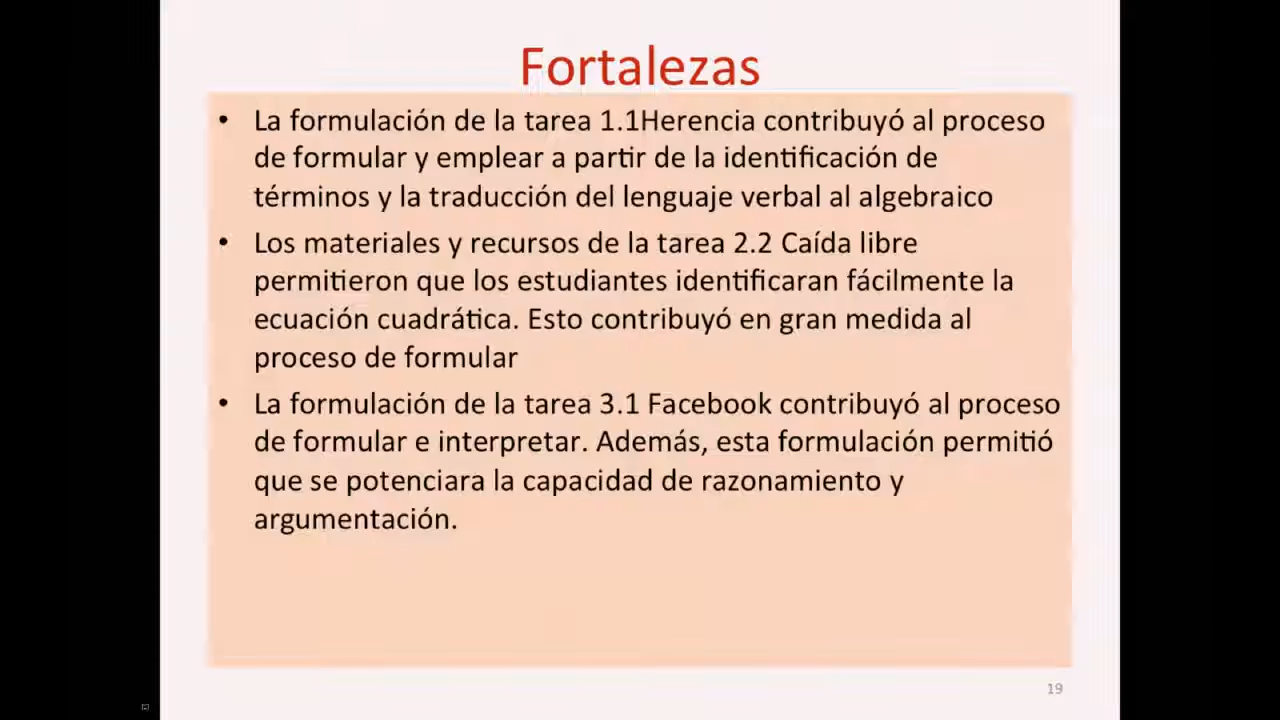 Fortalezas
• La formulación de la tarea 1.1Herencia contribuyó al proceso
de formular y emplear a partir de la identificación de
términos y la traducción del lenguaje verbal al algebraico
• Los materiales y recursos de la tarea 2.2 Caída libre
permitieron que los estudiantes identificaran fácilmente la
ecuación cuadrática. Esto contribuyó en gran medida al
proceso de formular
• La formulación de la tarea 3.1 Facebook contribuyó al proceso
de formular e interpretar. Además, esta formulación permitió
que se potenciara la capacidad de razonamiento y
argumentación.
19